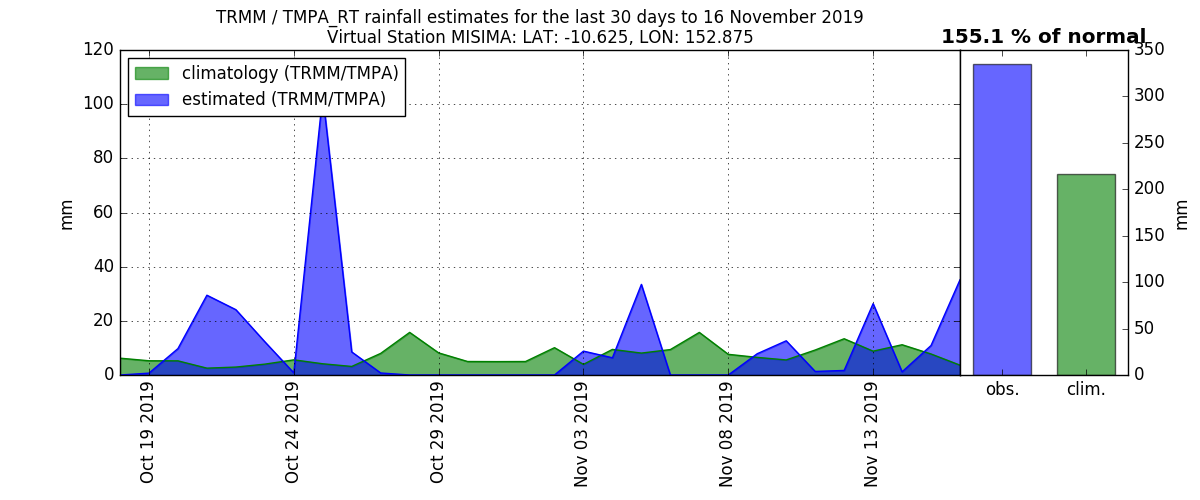 TRMM / TMPA_RT rainfall estimates for the last 30 days to 16 November 2019
Virtual Station MISIMA: LAT: -10.625, LON: 152.875
155.1 % of normal
climatology (TRMM/TMPA)
estimated (TRMM/TMPA)
mm
120
100
80
60
40
20
0
Oct 19 2019
Oct 24 2019
Oct 29 2019
Nov 03 2019
Nov 08 2019
Nov 13 2019
obs.
clim.
350
300
250
200
150
100
50
0
mm